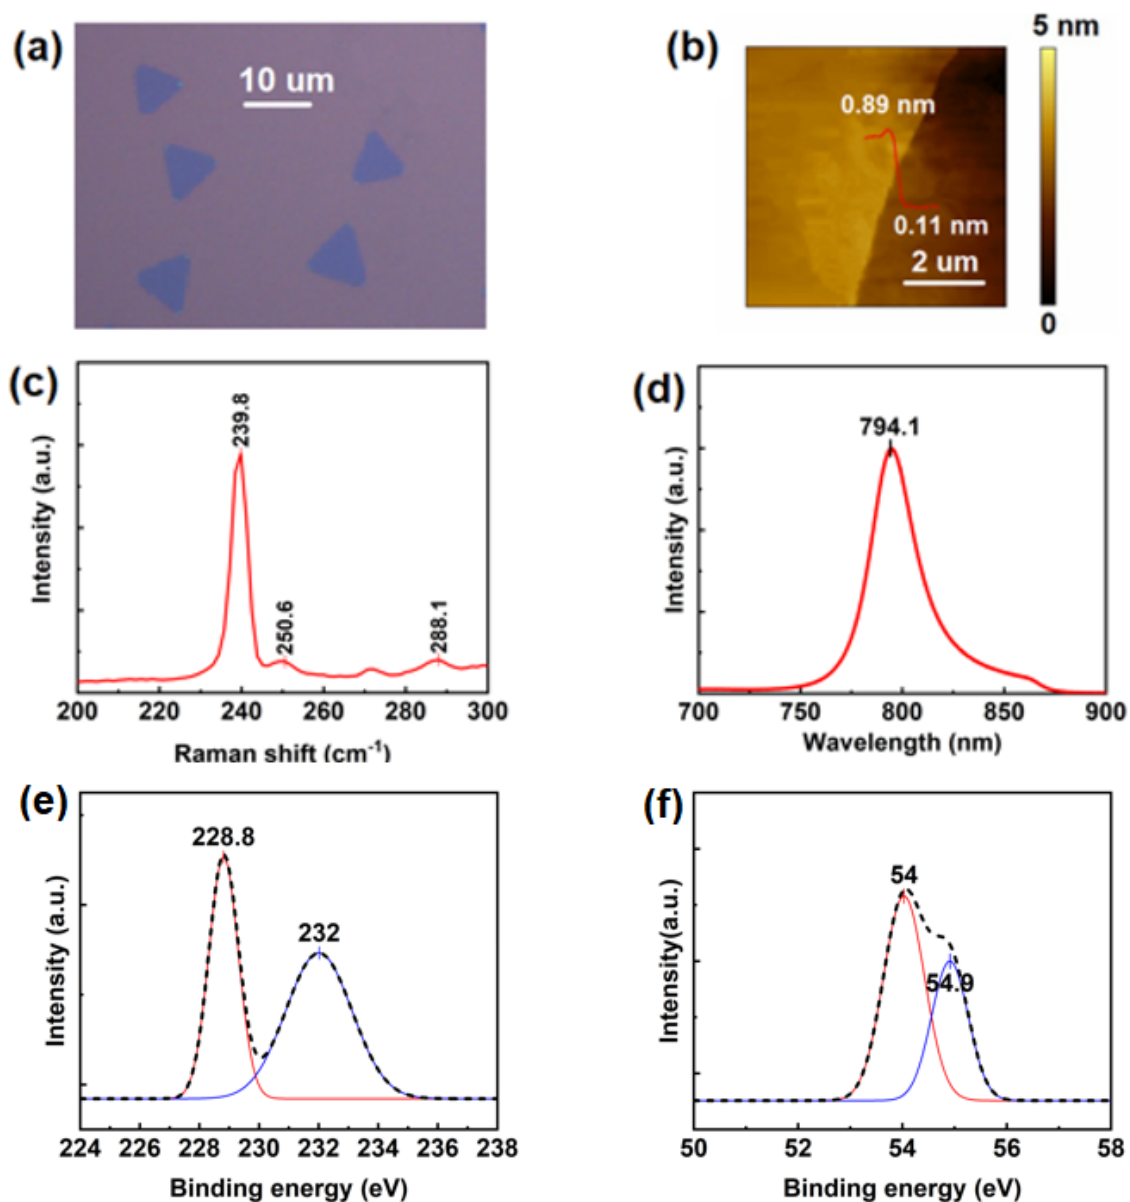 (a)
10 um
(b)
5 nm
0.89 nm
0.11 nm
2 um
0
(c)
Intensity (a.u.)
239.8
250.6
288.1
200 220 240 260 280 300
Raman shift (cm⁻¹)
(d)
Intensity (a.u.)
794.1
700 750 800 850 900
Wavelength (nm)
(e)
Intensity (a.u.)
228.8
232
224 226 228 230 232 234 236 238
Binding energy (eV)
(f)
Intensity(a.u.)
54
54.9
50 52 54 56 58
Binding energy (eV)